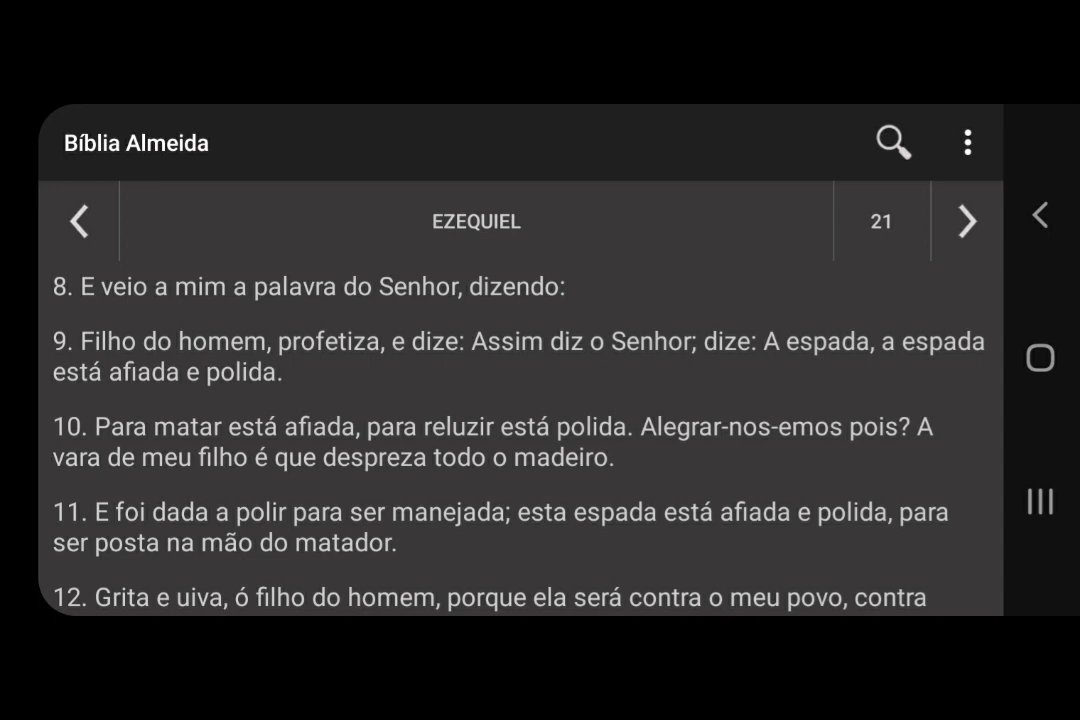 Bíblia Almeida
EZEQUIEL
21
8. E veio a mim a palavra do Senhor, dizendo:
9. Filho do homem, profetiza, e dize: Assim diz o Senhor; dize: A espada, a espada
está afiada e polida.
10. Para matar está afiada, para reluzir está polida. Alegrar-nos-emos pois? A
vara de meu filho é que despreza todo o madeiro.
11. E foi dada a polir para ser manejada; esta espada está afiada e polida, para
ser posta na mão do matador.
12. Grita e uiva, ó filho do homem, porque ela será contra o meu povo, contra